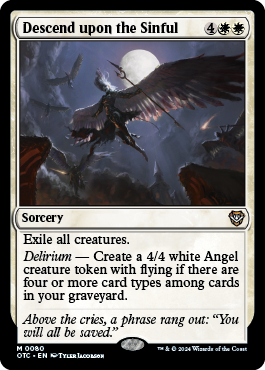 Descend upon the Sinful 4
Sorcery
Exile all creatures.
Delirium — Create a 4/4 white Angel
creature token with flying if there are
four or more card types among cards
in your graveyard.
Above the cries, a phrase rang out: “You
will all be saved.”
M 0080
OTC • EN Tyler Jacobson
™ & © 2024 Wizards of the Coast